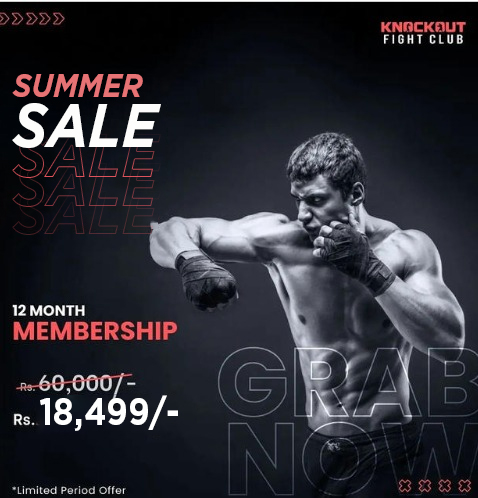 KNOCKOUT
FIGHT CLUB
SUMMER
SALE
SALE
SALE
SALE
12 MONTH
MEMBERSHIP
Rs. 60,000/-
Rs. 18,499/-
GRAB
NOW
*Limited Period Offer